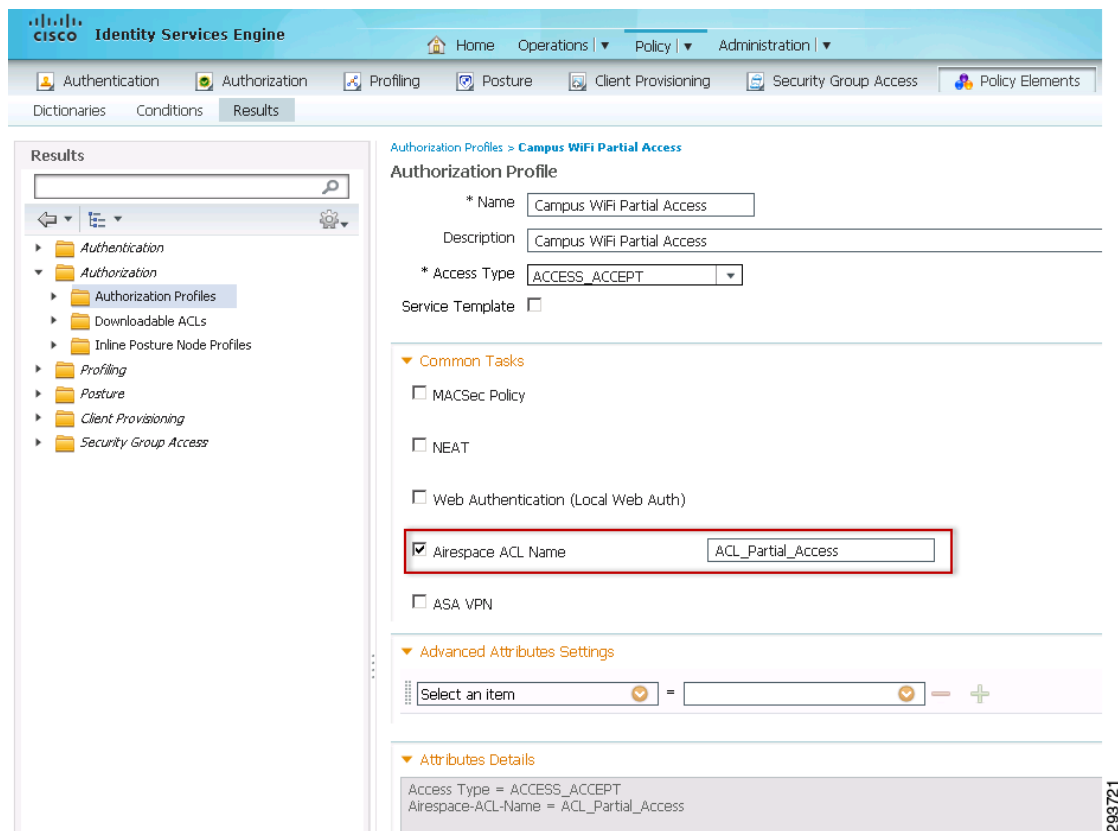 CISCO Identity Services Engine
Home Operations Policy Administration
Authentication Authorization Profiling Posture Client Provisioning Security Group Access Policy Elements
Dictionaries Conditions Results
Results
Authentication
Authorization
Authorization Profiles
Downloadable ACLs
Inline Posture Node Profiles
Profiling
Posture
Client Provisioning
Security Group Access
Authorization Profiles > Campus WiFi Partial Access
Authorization Profile
* Name Campus WiFi Partial Access
Description Campus WiFi Partial Access
* Access Type ACCESS_ACCEPT
Service Template
Common Tasks
MACSec Policy
NEAT
Web Authentication (Local Web Auth)
Airespace ACL Name ACL_Partial_Access
ASA VPN
Advanced Attributes Settings
Select an item =
Attributes Details
Access Type = ACCESS_ACCEPT
Airespace-ACL-Name = ACL_Partial_Access
293721